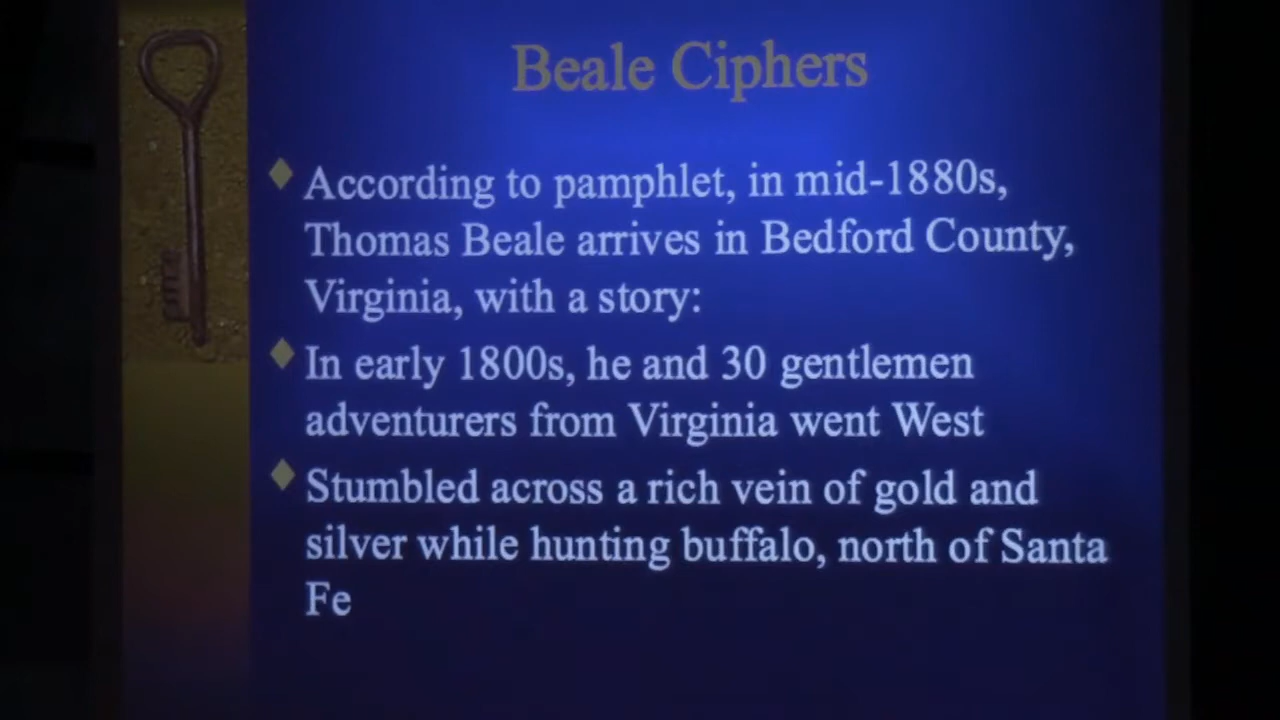 Beale Ciphers
According to pamphlet, in mid-1880s,
Thomas Beale arrives in Bedford County,
Virginia, with a story:
In early 1800s, he and 30 gentlemen
adventurers from Virginia went West
Stumbled across a rich vein of gold and
silver while hunting buffalo, north of Santa
Fe